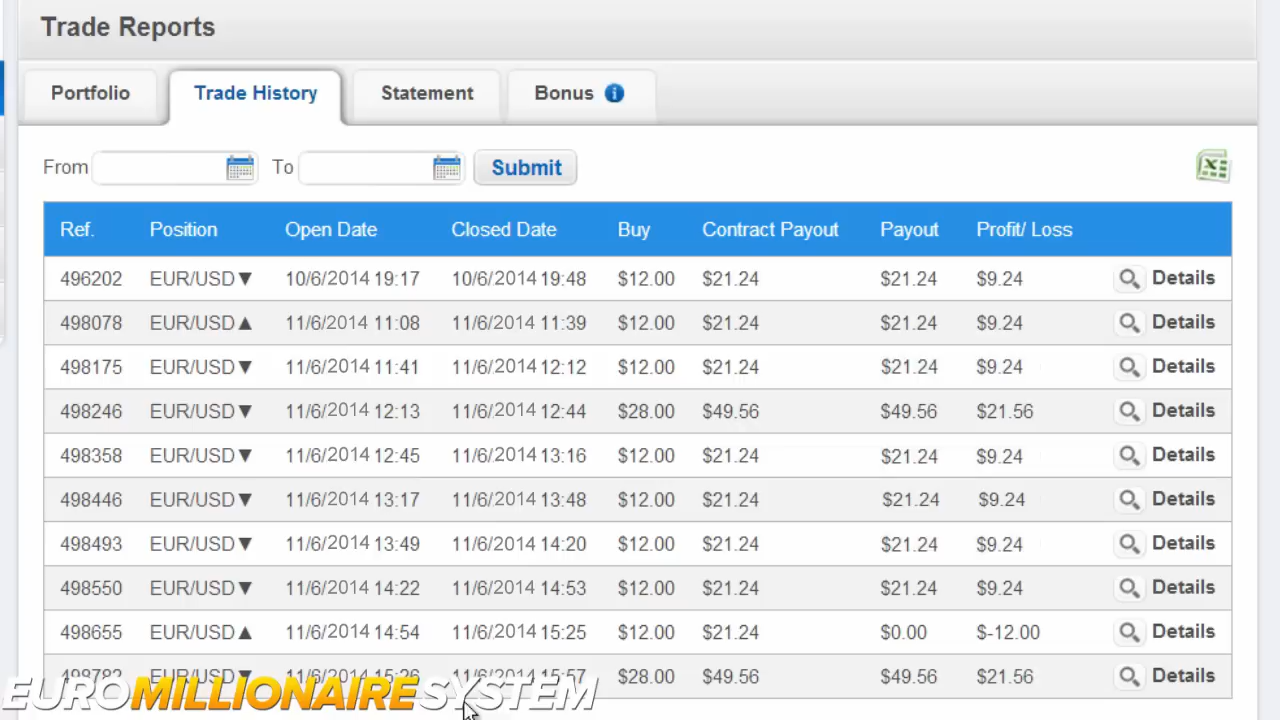 Trade Reports
Portfolio Trade History Statement Bonus i
From To Submit
Ref. Position Open Date Closed Date Buy Contract Payout Payout Profit/ Loss
496202 EUR/USD▼ 10/6/2014 19:17 10/6/2014 19:48 $12.00 $21.24 $21.24 $9.24 Details
498078 EUR/USD▲ 11/6/2014 11:08 11/6/2014 11:39 $12.00 $21.24 $21.24 $9.24 Details
498175 EUR/USD▼ 11/6/2014 11:41 11/6/2014 12:12 $12.00 $21.24 $21.24 $9.24 Details
498246 EUR/USD▼ 11/6/2014 12:13 11/6/2014 12:44 $28.00 $49.56 $49.56 $21.56 Details
498358 EUR/USD▼ 11/6/2014 12:45 11/6/2014 13:16 $12.00 $21.24 $21.24 $9.24 Details
498446 EUR/USD▼ 11/6/2014 13:17 11/6/2014 13:48 $12.00 $21.24 $21.24 $9.24 Details
498493 EUR/USD▼ 11/6/2014 13:49 11/6/2014 14:20 $12.00 $21.24 $21.24 $9.24 Details
498550 EUR/USD▼ 11/6/2014 14:22 11/6/2014 14:53 $12.00 $21.24 $21.24 $9.24 Details
498655 EUR/USD▲ 11/6/2014 14:54 11/6/2014 15:25 $12.00 $21.24 $0.00 $-12.00 Details
EUR/USD▼ 11/6/2014 11/6/2014 15:57 $28.00 $49.56 $49.56 $21.56 Details
EUROMILLIONAIRESYSTEM